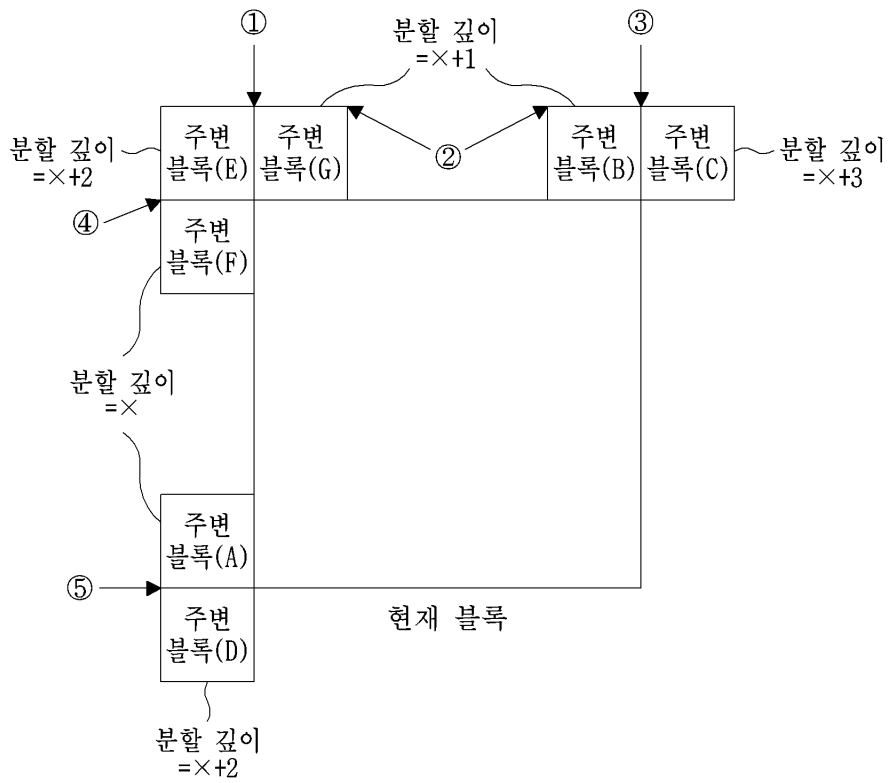 ①
분할 깊이
=×+1
③
분할 깊이
=×+2
주변
블록(E)
주변
블록(G)
②
주변
블록(B)
주변
블록(C)
분할 깊이
=×+3
④
주변
블록(F)
분할 깊이
=×
주변
블록(A)
⑤
주변
블록(D)
현재 블록
분할 깊이
=×+2